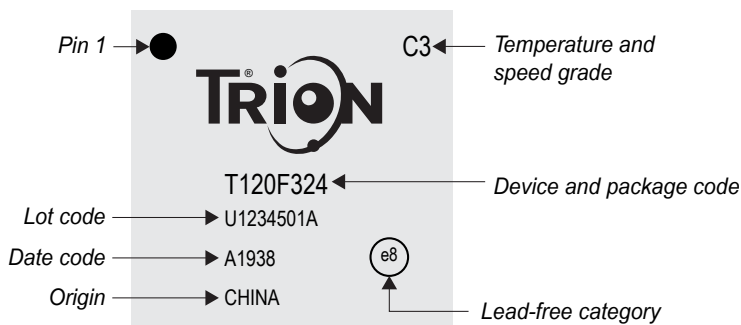 Pin 1
C3
Temperature and
speed grade
TRION®
T120F324
Device and package code
Lot code
U1234501A
Date code
A1938
e8
Origin
CHINA
Lead-free category